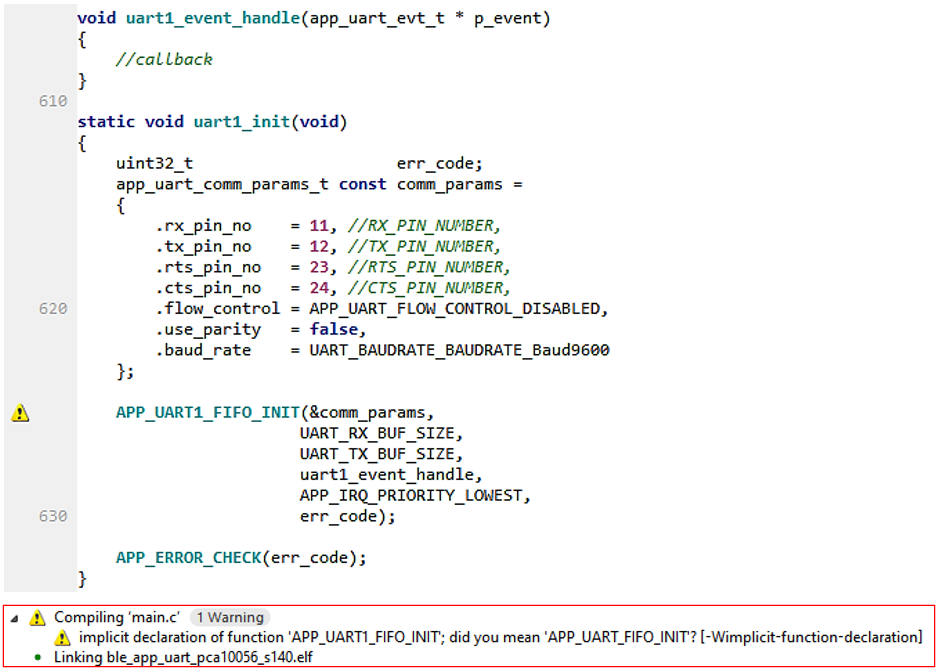 void uart1_event_handle(app_uart_evt_t * p_event)
{
//callback
}
610
static void uart1_init(void)
{
uint32_t err_code;
app_uart_comm_params_t const comm_params =
{
.rx_pin_no = 11, //RX_PIN_NUMBER,
.tx_pin_no = 12, //TX_PIN_NUMBER,
.rts_pin_no = 23, //RTS_PIN_NUMBER,
.cts_pin_no = 24, //CTS_PIN_NUMBER,
620 .flow_control = APP_UART_FLOW_CONTROL_DISABLED,
.use_parity = false,
.baud_rate = UART_BAUDRATE_BAUDRATE_Baud9600
};
APP_UART1_FIFO_INIT(&comm_params,
UART_RX_BUF_SIZE,
UART_TX_BUF_SIZE,
uart1_event_handle,
APP_IRQ_PRIORITY_LOWEST,
630 err_code);
APP_ERROR_CHECK(err_code);
}
Compiling 'main.c' 1 Warning
implicit declaration of function 'APP_UART1_FIFO_INIT'; did you mean 'APP_UART_FIFO_INIT'? [-Wimplicit-function-declaration]
Linking ble_app_uart_pca10056_s140.elf